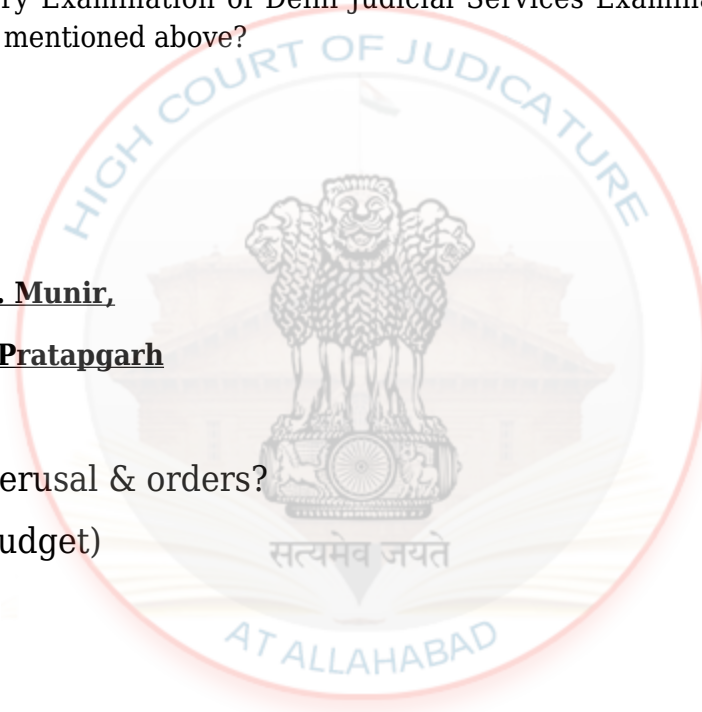 ry Examination of Delhi Judicial Services Examina
mentioned above?
HIGH COURT OF JUDICATURE
. Munir,
Pratapgarh
erusal & orders?
udget)
सत्यमेव जयते
AT ALLAHABAD